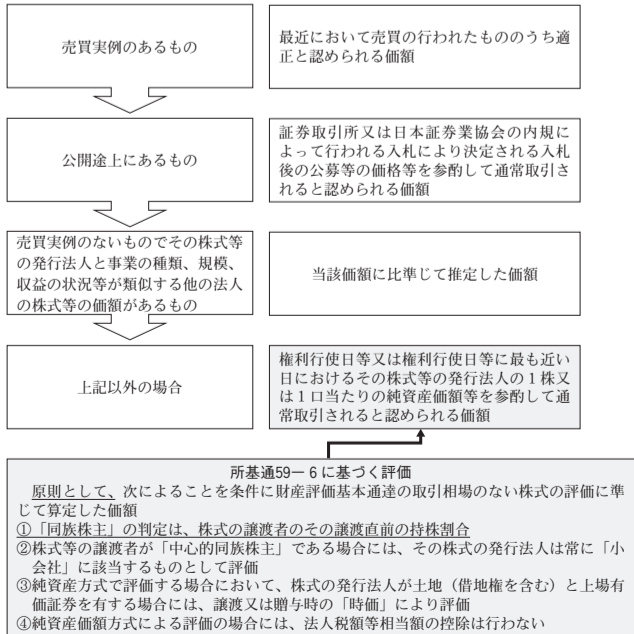 売買実例のあるもの
最近において売買の行われたもののうち適
正と認められる価額
公開途上にあるもの
証券取引所又は日本証券業協会の内規に
よって行われる入札により決定される入札
後の公募等の価格等を参酌して通常取引さ
れると認められる価額
売買実例のないものでその株式等
の発行法人と事業の種類、規模、
収益の状況等が類似する他の法人
の株式等の価額があるもの
当該価額に比準じて推定した価額
上記以外の場合
権利行使日等又は権利行使日等に最も近い
日におけるその株式等の発行法人の1株又
は1口当たりの純資産価額等を参酌して通
常取引されると認められる価額
所基通59－6に基づく評価
原則として、次によることを条件に財産評価基本通達の取引相場のない株式の評価に準
じて算定した価額
①「同族株主」の判定は、株式の譲渡者のその譲渡直前の持株割合
②株式等の譲渡者が「中心的同族株主」である場合には、その株式の発行法人は常に「小
会社」に該当するものとして評価
③純資産方式で評価する場合において、株式の発行法人が土地（借地権を含む）と上場有
価証券を有する場合には、譲渡又は贈与時の「時価」により評価
④純資産価額方式による評価の場合には、法人税額等相当額の控除は行わない